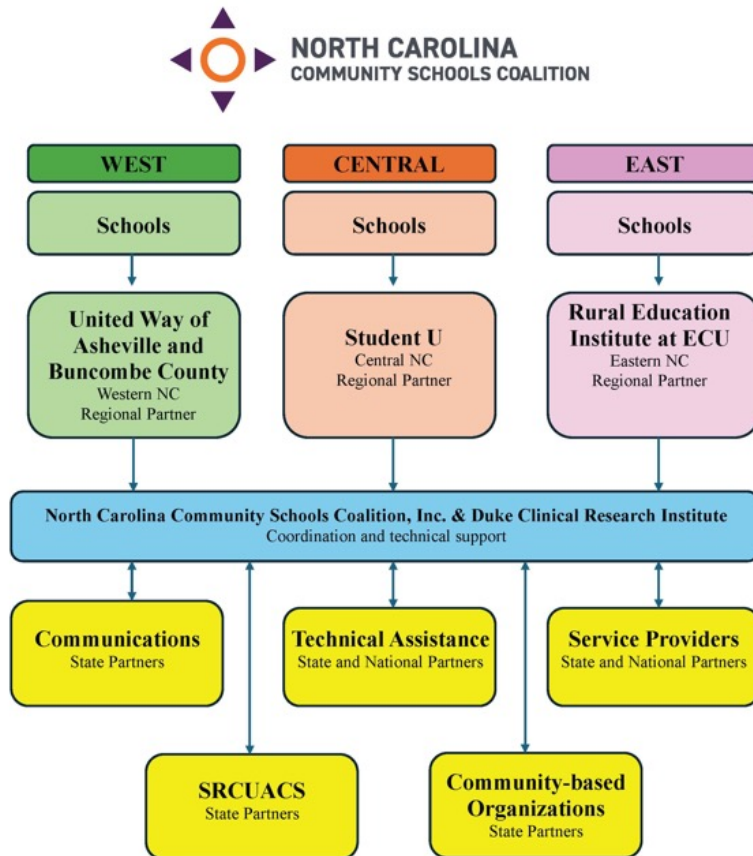 NORTH CAROLINA
COMMUNITY SCHOOLS COALITION
WEST
CENTRAL
EAST
Schools
Schools
Schools
United Way of
Asheville and
Buncombe County
Western NC
Regional Partner
Student U
Central NC
Regional Partner
Rural Education
Institute at ECU
Eastern NC
Regional Partner
North Carolina Community Schools Coalition, Inc. & Duke Clinical Research Institute
Coordination and technical support
Communications
State Partners
Technical Assistance
State and National Partners
Service Providers
State and National Partners
SRCUACS
State Partners
Community-based
Organizations
State Partners